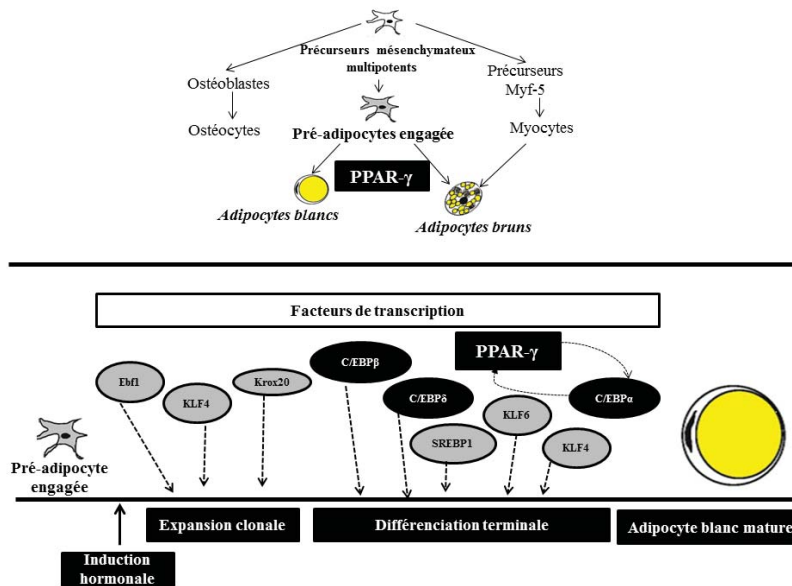 Précurseurs mésenchymateux
multipotents
Ostéoblastes
Précurseurs
Myf-5
Ostéocytes
Pré-adipocytes engagée
Myocytes
PPAR-γ
Adipocytes blancs
Adipocytes bruns
Facteurs de transcription
Ebf1
KLF4
Krox20
C/EBPβ
C/EBPδ
SREBP1
PPAR-γ
KLF6
C/EBPα
KLF4
Pré-adipocyte
engagée
Expansion clonale
Différenciation terminale
Adipocyte blanc mature
Induction
hormonale